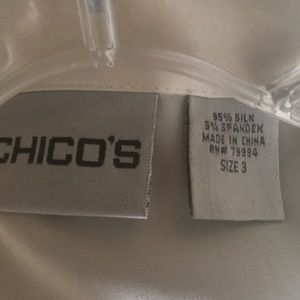 CHICO'S
95% SILK
5% SPANDEX
MADE IN CHINA
RN# 79984
SIZE 3